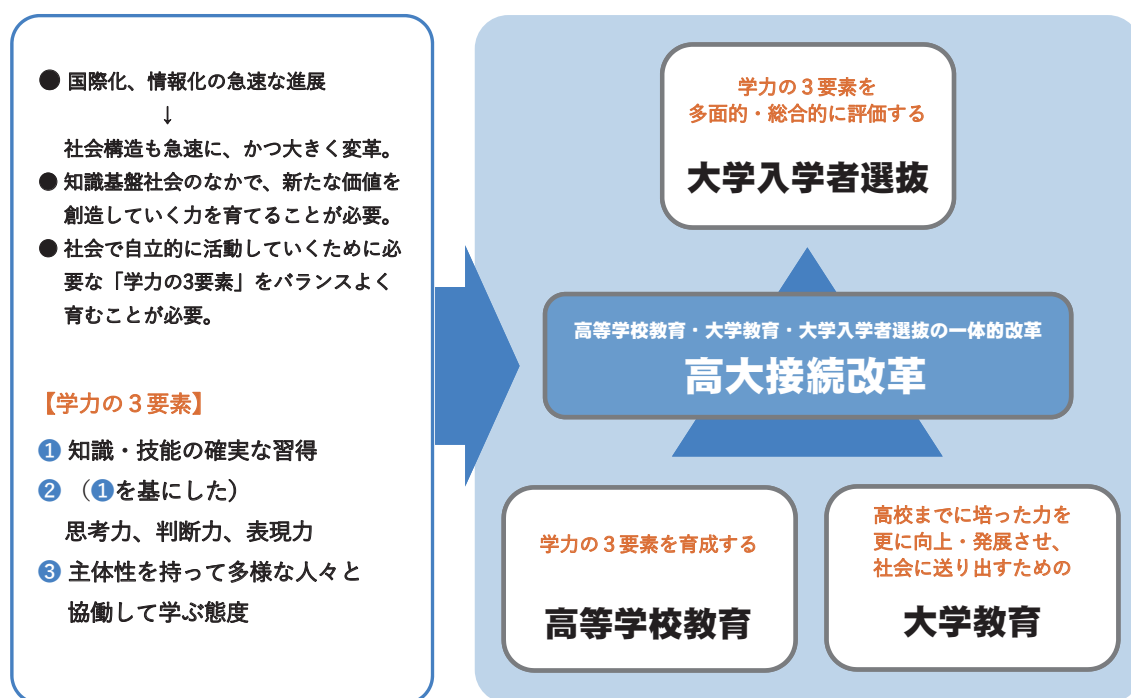 ● 国際化、情報化の急速な進展
↓
社会構造も急速に、かつ大きく変革。
● 知識基盤社会のなかで、新たな価値を
創造していく力を育てることが必要。
● 社会で自立的に活動していくために必
要な「学力の3要素」をバランスよく
育むことが必要。
【学力の３要素】
❶ 知識・技能の確実な習得
❷ （❶を基にした）
思考力、判断力、表現力
❸ 主体性を持って多様な人々と
協働して学ぶ態度
学力の３要素を
多面的・総合的に評価する
大学入学者選抜
高等学校教育・大学教育・大学入学者選抜の一体的改革
高大接続改革
学力の３要素を育成する
高等学校教育
高校までに培った力を
更に向上・発展させ、
社会に送り出すための
大学教育